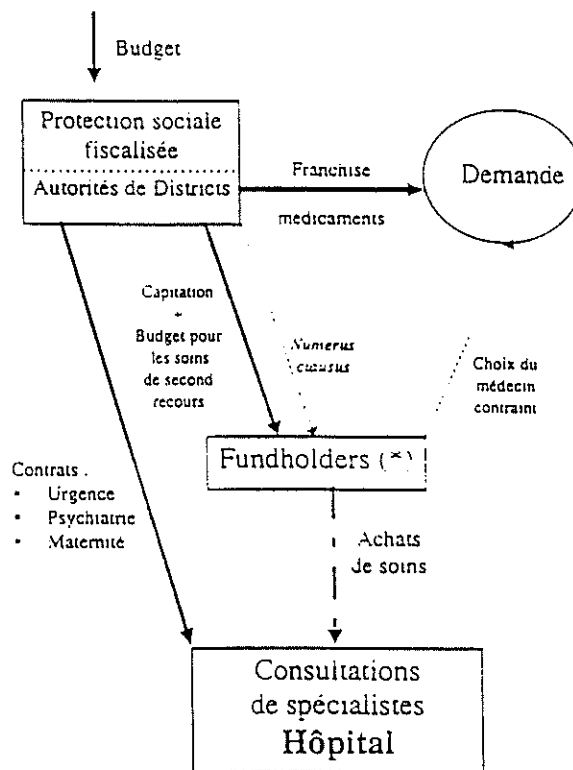 Budget
Protection sociale
fiscalisée
Autorités de Districts
Franchise
médicaments
Demande
Capitation
+
Budget pour
les soins
de second
recours
Numerus
clausus
Choix du
médecin
contraint
Fundholders (*)
Contrats :
• Urgence
• Psychiatrie
• Maternité
Achats
de soins
Consultations
de spécialistes
Hôpital